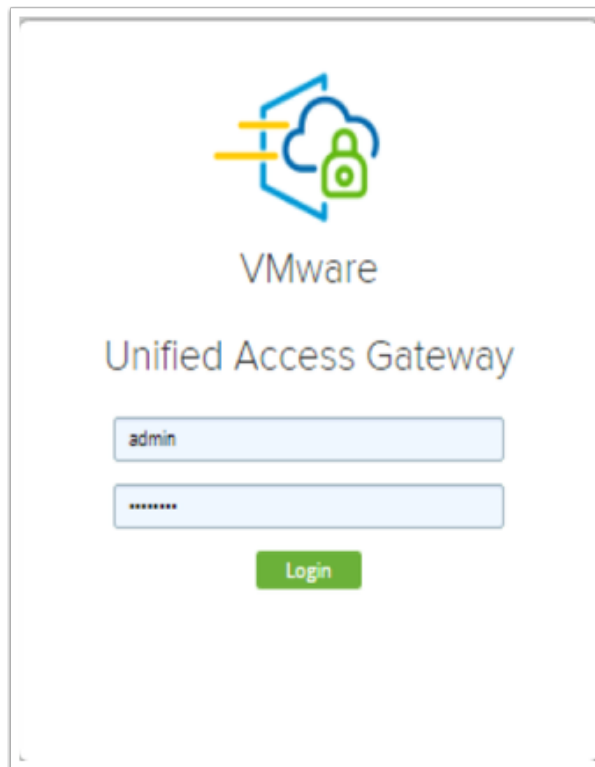 VMware
Unified Access Gateway
admin
••••••••
Login